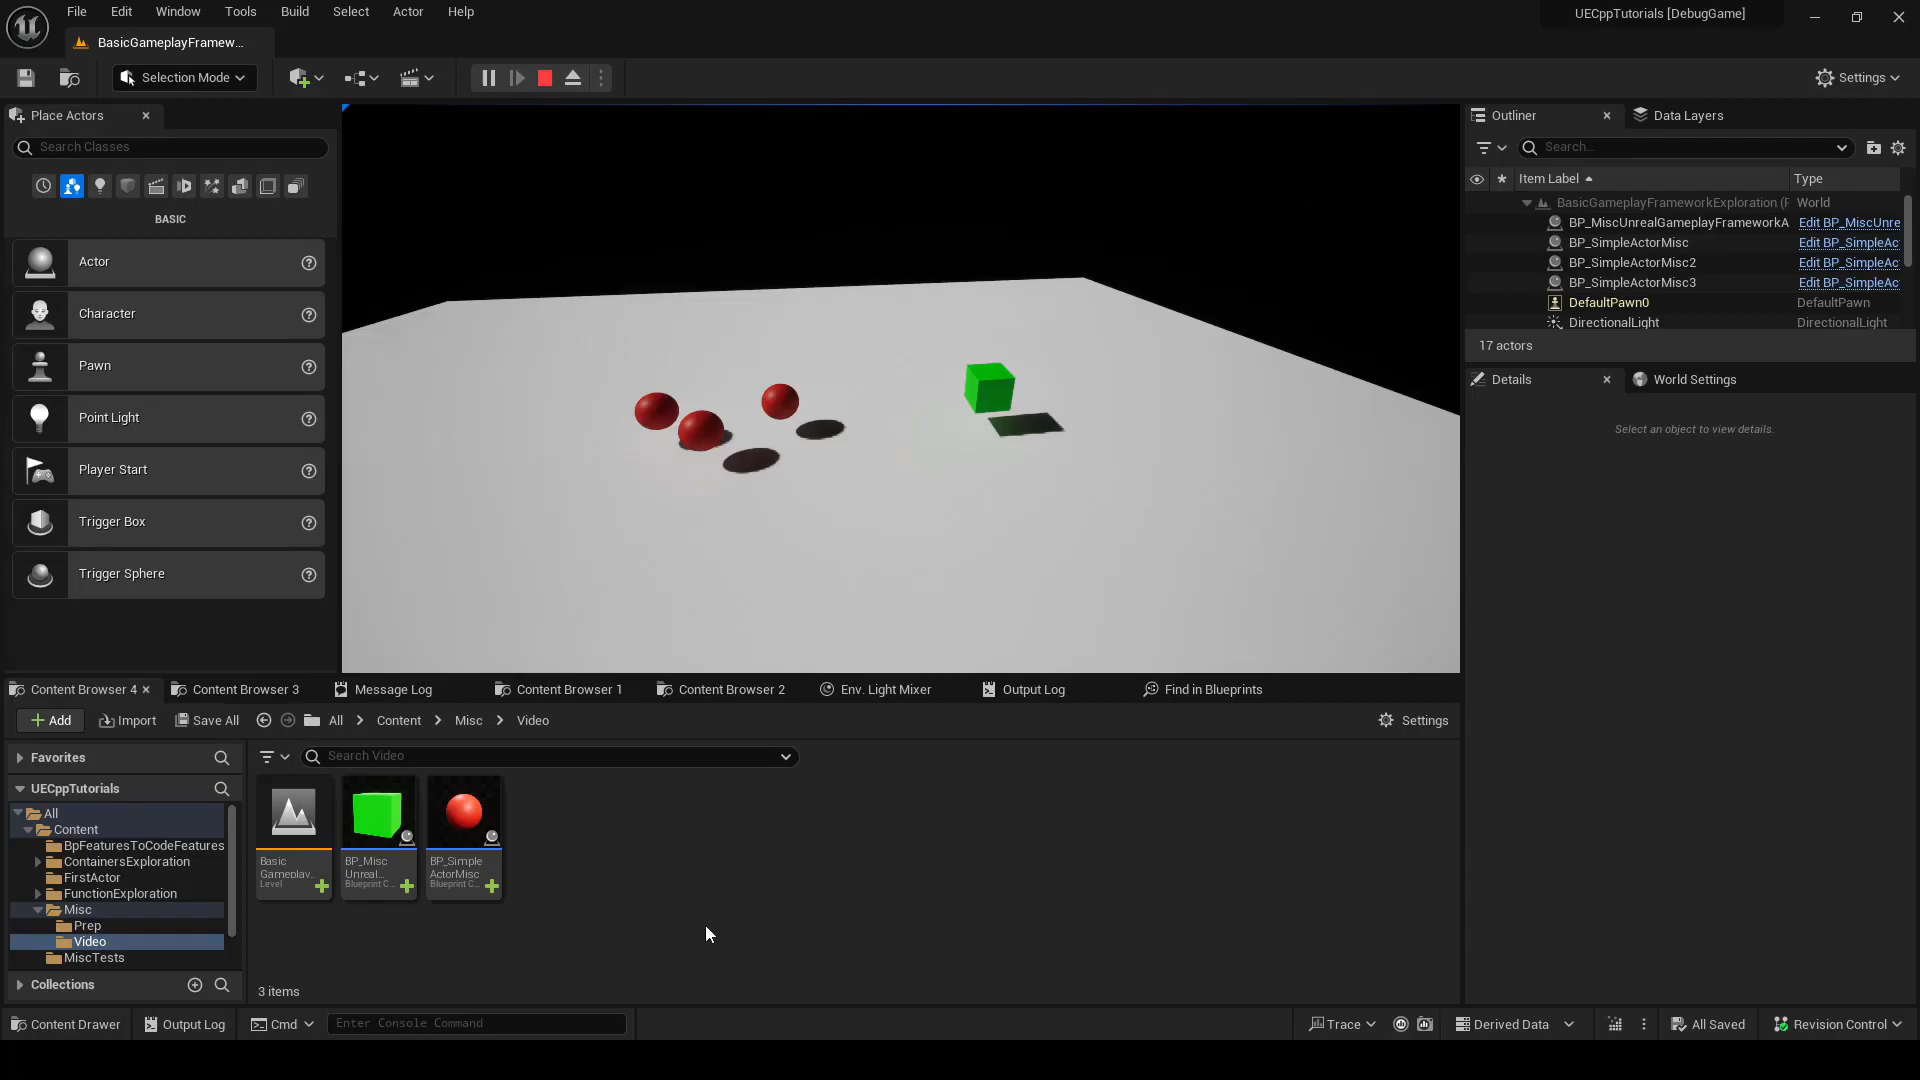 File Edit Window Tools Build Select Actor Help
UECppTutorials [DebugGame]
BasicGameplayFramew...
Selection Mode
Settings
Place Actors
Search Classes
BASIC
Actor
Character
Pawn
Point Light
Player Start
Trigger Box
Trigger Sphere
Outliner
Data Layers
Search...
Item Label Type
BasicGameplayFrameworkExploration (F World
BP_MiscUnrealGameplayFrameworkA Edit BP_MiscUnre
BP_SimpleActorMisc Edit BP_SimpleAc
BP_SimpleActorMisc2 Edit BP_SimpleAc
BP_SimpleActorMisc3 Edit BP_SimpleAc
DefaultPawn0 DefaultPawn
DirectionalLight DirectionalLight
17 actors
Details
World Settings
Select an object to view details.
Content Browser 4 Content Browser 3 Message Log Content Browser 1 Content Browser 2 Env. Light Mixer Output Log Find in Blueprints
Add Import Save All All Content Misc Video Settings
Favorites
Search Video
UECppTutorials
All
Content
BpFeaturesToCodeFeatures
ContainersExploration
FirstActor
FunctionExploration
Misc
Prep
Video
MiscTests
Collections
Basic
Gameplay..
Level
BP_Misc
Unreal...
Blueprint C...
BP_Simple
ActorMisc
Blueprint C...
3 items
Content Drawer Output Log Cmd Enter Console Command Trace Derived Data All Saved Revision Control